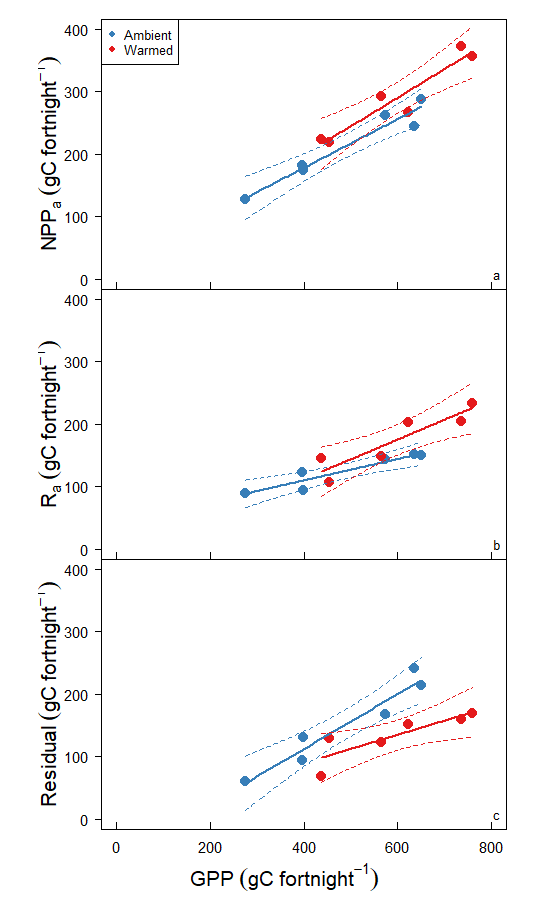 400
Ambient
Warmed
300
200
100
0
NPPₐ (gC fortnight⁻¹)
a
400
300
200
100
0
Rₐ (gC fortnight⁻¹)
b
400
300
200
100
0
Residual (gC fortnight⁻¹)
c
0 200 400 600 800
GPP (gC fortnight⁻¹)